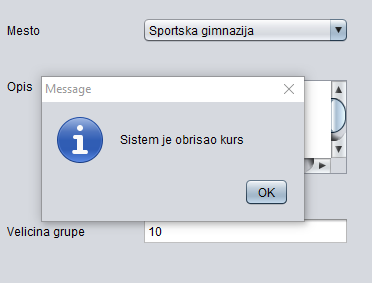 Mesto
Sportska gimnazija
Opis
Message
Sistem je obrisao kurs
OK
Velicina grupe
10